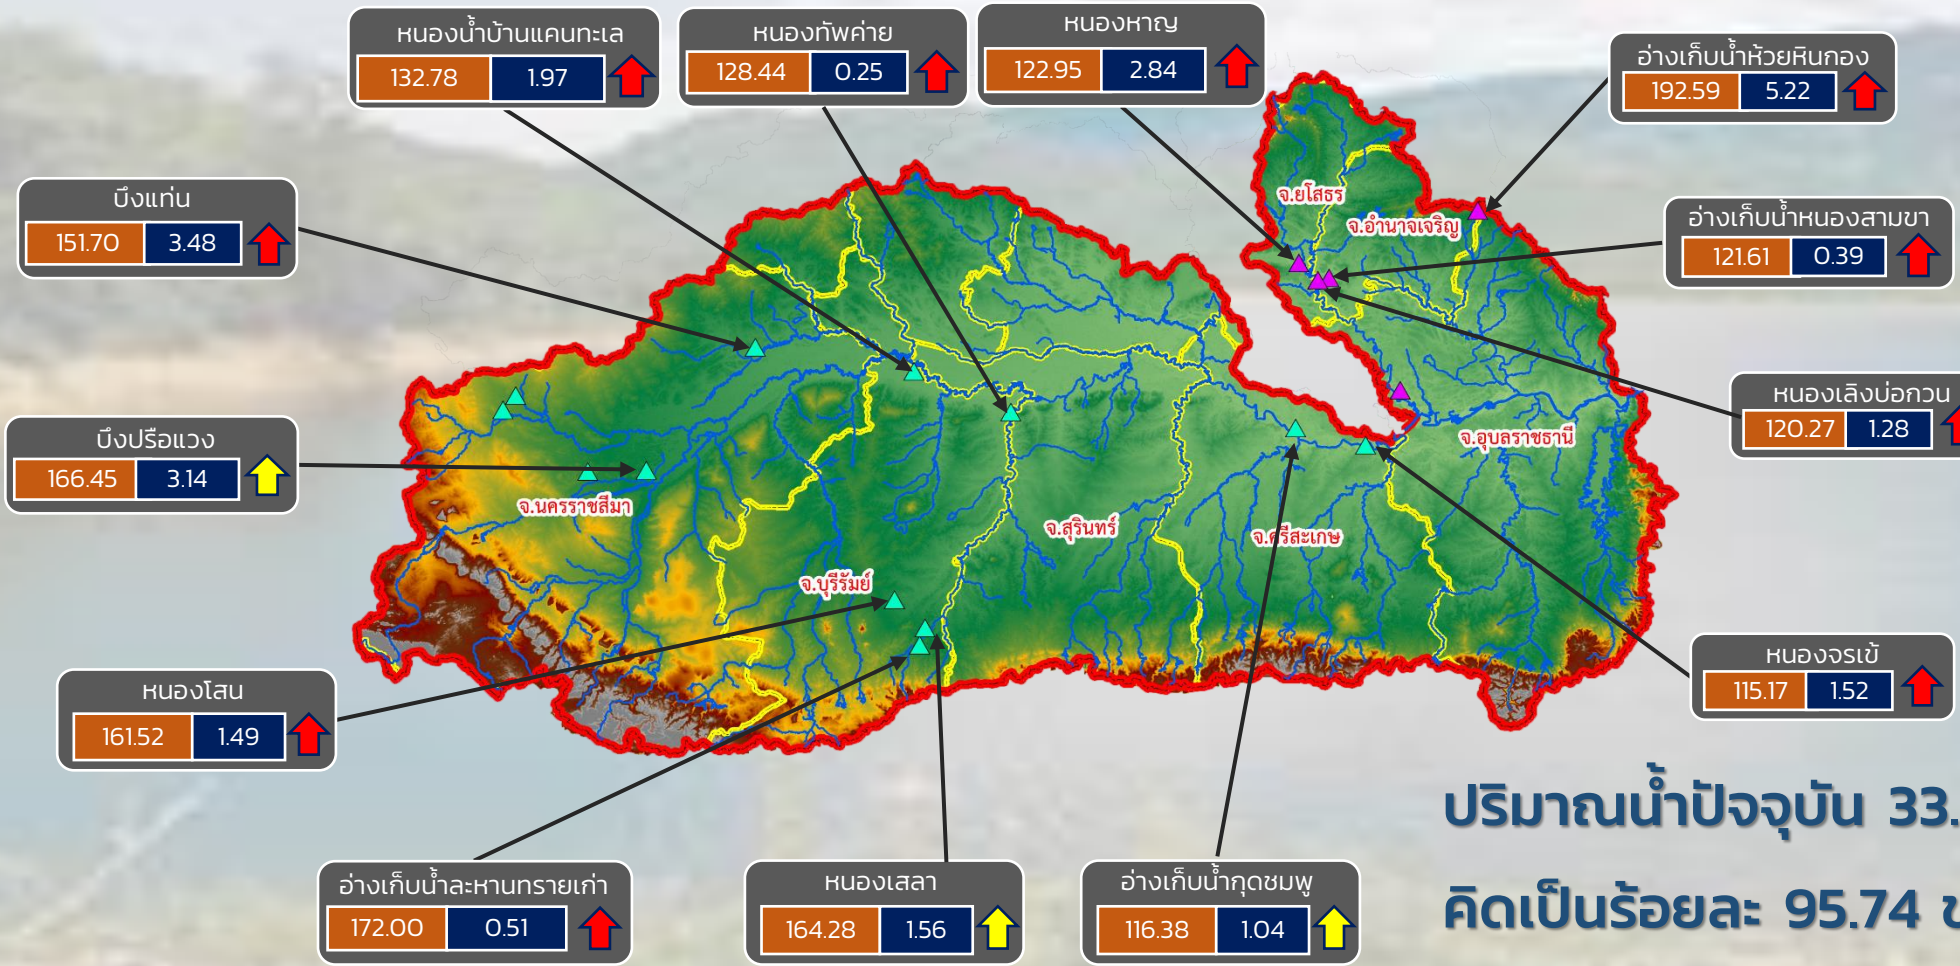 หนองน้ำบ้านแคนทะเล
132.78 1.97
หนองทัพค่าย
128.44 0.25
หนองหาญ
122.95 2.84
อ่างเก็บน้ำห้วยหินกอง
192.59 5.22
บึงแท่น
151.70 3.48
อ่างเก็บน้ำหนองสามขา
121.61 0.39
จ.ยโสธร
จ.อำนาจเจริญ
หนองเลิงบ่อกวน
120.27 1.28
บึงปรือแวง
166.45 3.14
จ.อุบลราชธานี
จ.นครราชสีมา
จ.สุรินทร์
จ.ศรีสะเกษ
จ.บุรีรัมย์
หนองโสน
161.52 1.49
หนองจรเข้
115.17 1.52
อ่างเก็บน้ำละหานทรายเก่า
172.00 0.51
หนองเสลา
164.28 1.56
อ่างเก็บน้ำกุดชมพู
116.38 1.04
ปริมาณน้ำปัจจุบัน 33.
คิดเป็นร้อยละ 95.74 ข